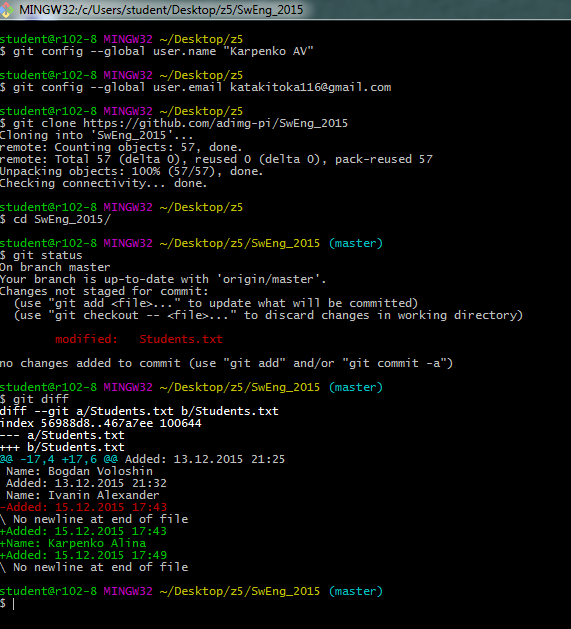 MINGW32:/c/Users/student/Desktop/z5/SwEng_2015
student@r102-8 MINGW32 ~/Desktop/z5
$ git config --global user.name "Karpenko AV"
student@r102-8 MINGW32 ~/Desktop/z5
$ git config --global user.email katakitoka116@gmail.com
student@r102-8 MINGW32 ~/Desktop/z5
$ git clone https://github.com/adimg-pi/SwEng_2015
Cloning into 'SwEng_2015'...
remote: Counting objects: 57, done.
remote: Total 57 (delta 0), reused 0 (delta 0), pack-reused 57
Unpacking objects: 100% (57/57), done.
Checking connectivity... done.
student@r102-8 MINGW32 ~/Desktop/z5
$ cd SwEng_2015/
student@r102-8 MINGW32 ~/Desktop/z5/SwEng_2015 (master)
$ git status
On branch master
Your branch is up-to-date with 'origin/master'.
Changes not staged for commit:
  (use "git add <file>..." to update what will be committed)
  (use "git checkout -- <file>..." to discard changes in working directory)
        modified:   Students.txt
no changes added to commit (use "git add" and/or "git commit -a")
student@r102-8 MINGW32 ~/Desktop/z5/SwEng_2015 (master)
$ git diff
diff --git a/Students.txt b/Students.txt
index 56988d8..467a7ee 100644
--- a/Students.txt
+++ b/Students.txt
@@ -17,4 +17,6 @@ Added: 13.12.2015 21:25
 Name: Bogdan Voloshin
 Added: 13.12.2015 21:32
 Name: Ivanin Alexander
-Added: 15.12.2015 17:43
\ No newline at end of file
+Added: 15.12.2015 17:43
+Name: Karpenko Alina
+Added: 15.12.2015 17:49
\ No newline at end of file
student@r102-8 MINGW32 ~/Desktop/z5/SwEng_2015 (master)
$